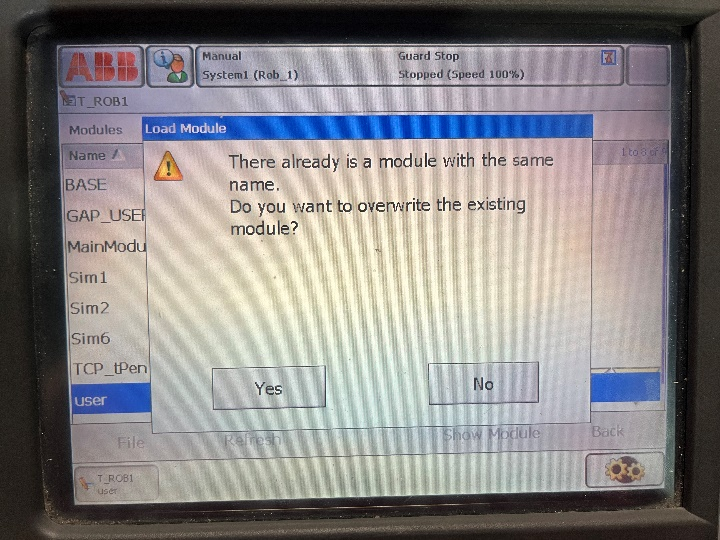 ABB
Manual
System1 (Rob_1)
Guard Stop
Stopped (Speed 100%)
T_ROB1
Modules
Load Module
Name
1 to 8 of
There already is a module with the same
name.
Do you want to overwrite the existing
module?
BASE
GAP_USER
MainModu
Sim1
Sim2
Sim6
TCP_tPen
user
Yes
No
File
Refresh
Show Module
Back
T_ROB1
user